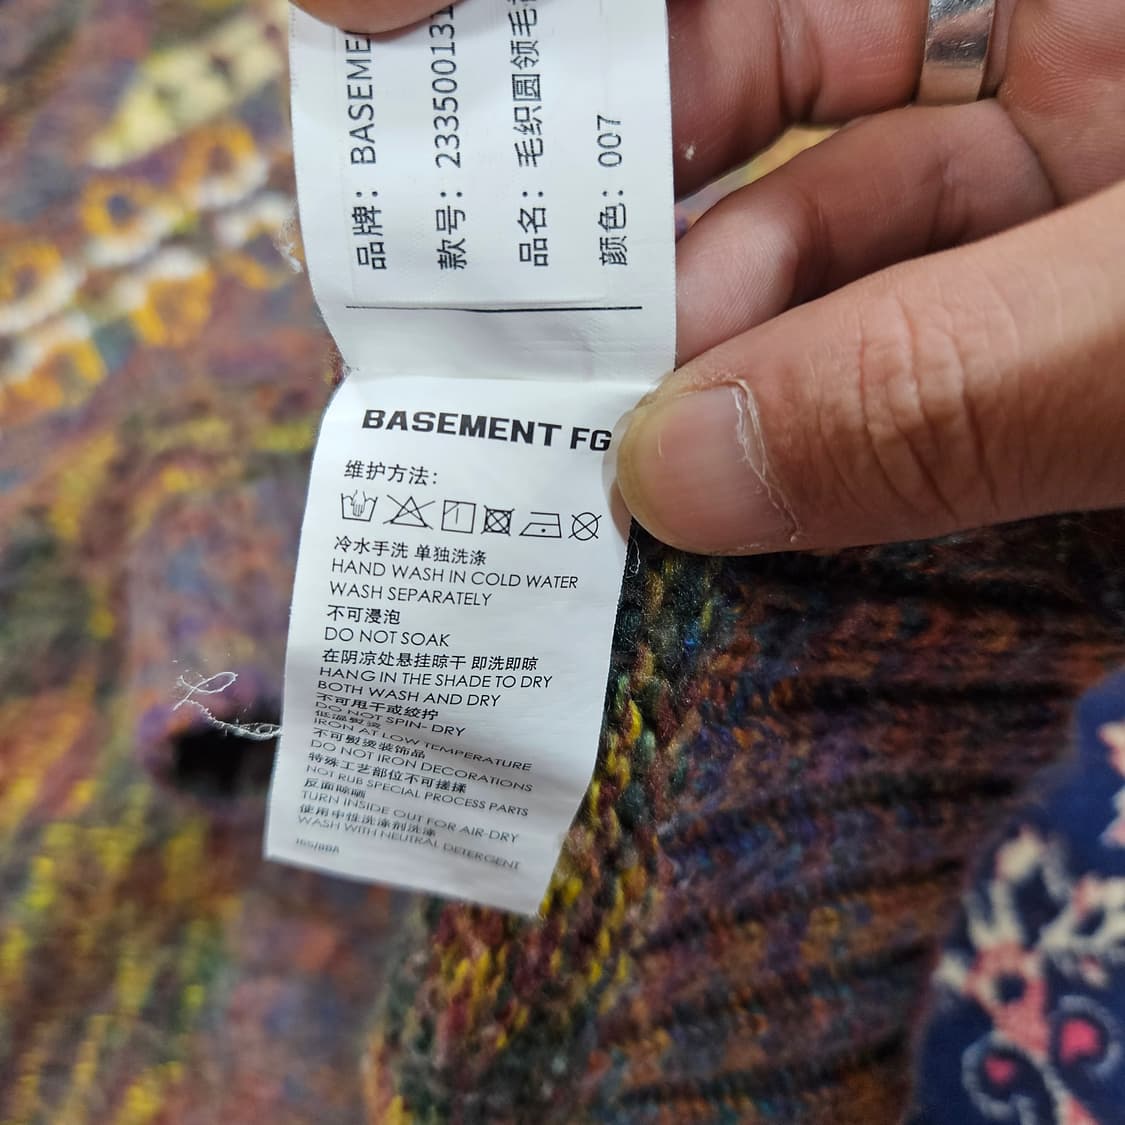 品牌：BASEME
款号：23350013
品名：毛织圆领毛
颜色：007
BASEMENT FG
维护方法：
冷水手洗 单独洗涤
HAND WASH IN COLD WATER
WASH SEPARATELY
不可浸泡
DO NOT SOAK
在阴凉处悬挂晾干 即洗即晾
HANG IN THE SHADE TO DRY
BOTH WASH AND DRY
不可甩干或绞拧
DO NOT SPIN- DRY
低温熨烫
IRON AT LOW TEMPERATURE
不可熨烫装饰品
DO NOT IRON DECORATIONS
特殊工艺部位不可搓揉
NOT RUB SPECIAL PROCESS PARTS
反面晾晒
TURN INSIDE OUT FOR AIR-DRY
使用中性洗涤剂洗涤
WASH WITH NEUTRAL DETERGENT